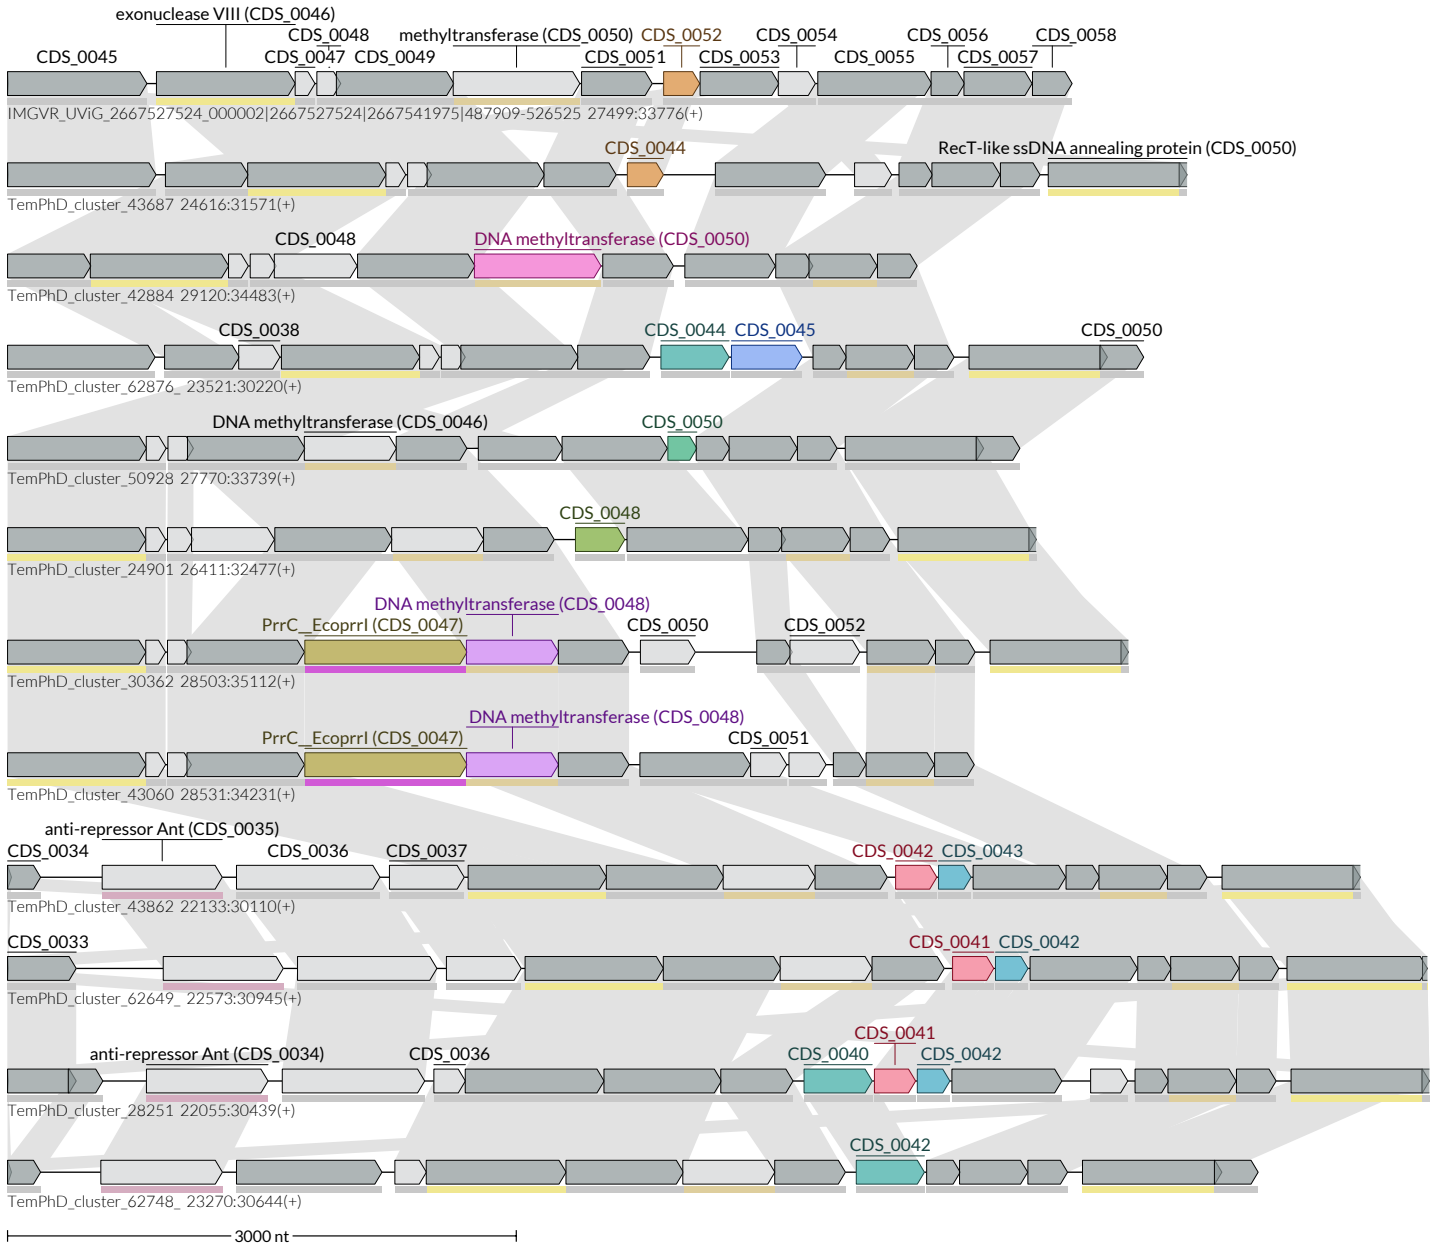 exonuclease VIII (CDS_0046)
CDS_0048 methyltransferase (CDS_0050) CDS_0052 CDS_0054 CDS_0056 CDS_0058
CDS_0045 CDS_0047 CDS_0049 CDS_0051 CDS_0053 CDS_0055 CDS_0057
IMGVR_UViG_2667527524_000002|2667527524|2667541975|487909-526525 27499:33776(+)
CDS_0044 RecT-like ssDNA annealing protein (CDS_0050)
TemPhD_cluster_43687 24616:31571(+)
CDS_0048 DNA methyltransferase (CDS_0050)
TemPhD_cluster_42884 29120:34483(+)
CDS_0038 CDS_0044 CDS_0045 CDS_0050
TemPhD_cluster_62876_ 23521:30220(+)
DNA methyltransferase (CDS_0046) CDS_0050
TemPhD_cluster_50928 27770:33739(+)
CDS_0048
TemPhD_cluster_24901 26411:32477(+)
DNA methyltransferase (CDS_0048)
PrrC__EcoprrI (CDS_0047) CDS_0050 CDS_0052
TemPhD_cluster_30362 28503:35112(+)
DNA methyltransferase (CDS_0048)
PrrC__EcoprrI (CDS_0047) CDS_0051
TemPhD_cluster_43060 28531:34231(+)
anti-repressor Ant (CDS_0035)
CDS_0034 CDS_0036 CDS_0037 CDS_0042 CDS_0043
TemPhD_cluster_43862 22133:30110(+)
CDS_0033 CDS_0041 CDS_0042
TemPhD_cluster_62649_ 22573:30945(+)
CDS_0041
anti-repressor Ant (CDS_0034) CDS_0036 CDS_0040 CDS_0042
TemPhD_cluster_28251 22055:30439(+)
CDS_0042
TemPhD_cluster_62748_ 23270:30644(+)
3000 nt